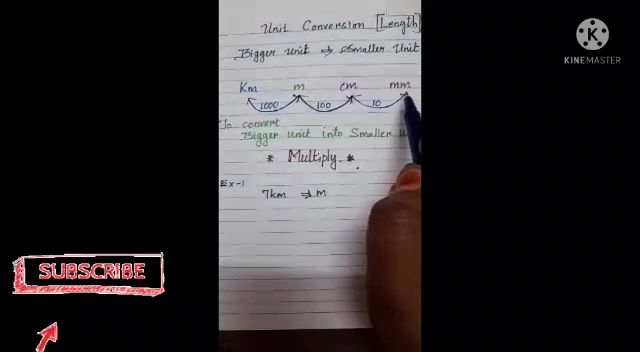 Unit Conversion [Length]
Bigger Unit ⇒ Smaller Unit
Km m cm mm
1000 100 10
To convert
Bigger Unit into Smaller
* Multiply. *
Ex-1
7km ⇒ m
SUBSCRIBE
KINEMASTER